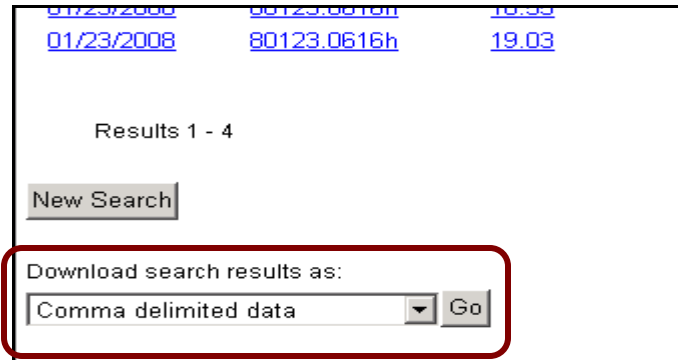 01/23/2008 80123.0616h 19.03
Results 1 - 4
New Search
Download search results as:
Comma delimited data Go